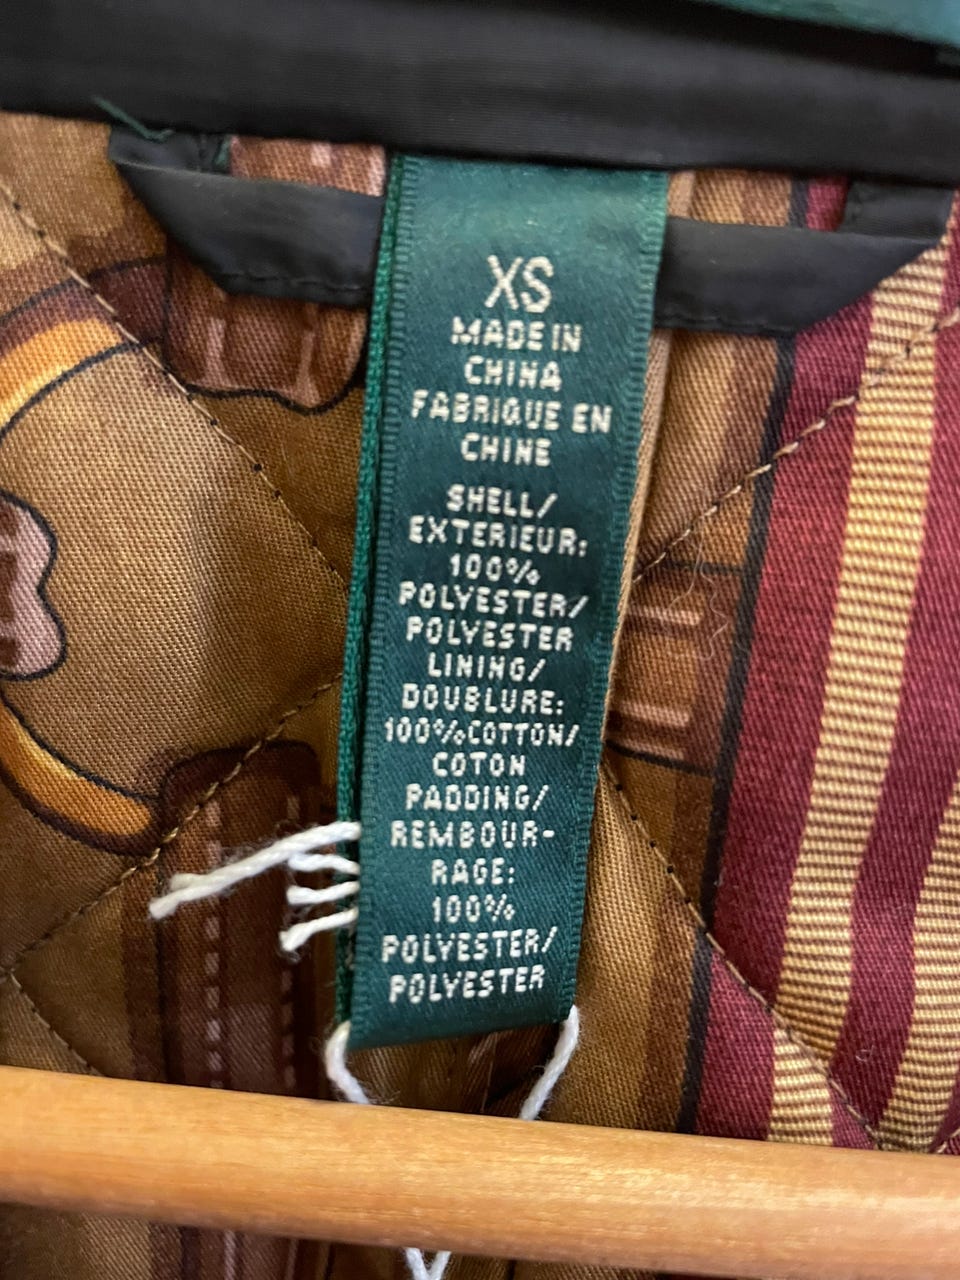 XS
MADE IN
CHINA
FABRIQUE EN
CHINE
SHELL/
EXTERIEUR:
100%
POLYESTER/
POLYESTER
LINING/
DOUBLURE:
100%COTTON/
COTON
PADDING/
REMBOUR-
RAGE:
100%
POLYESTER/
POLYESTER